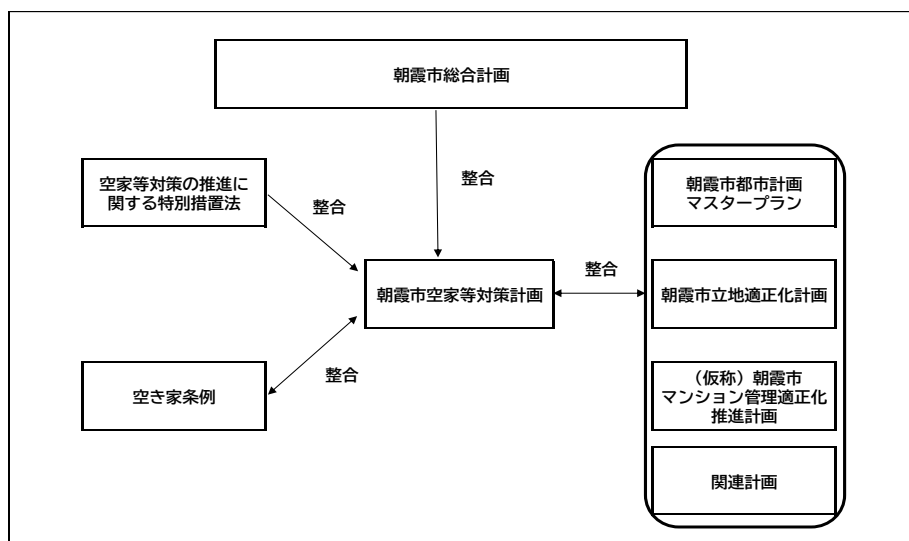 朝霞市総合計画
空家等対策の推進に
関する特別措置法
整合
整合
朝霞市都市計画
マスタープラン
朝霞市空家等対策計画
整合
朝霞市立地適正化計画
整合
空き家条例
（仮称）朝霞市
マンション管理適正化
推進計画
関連計画